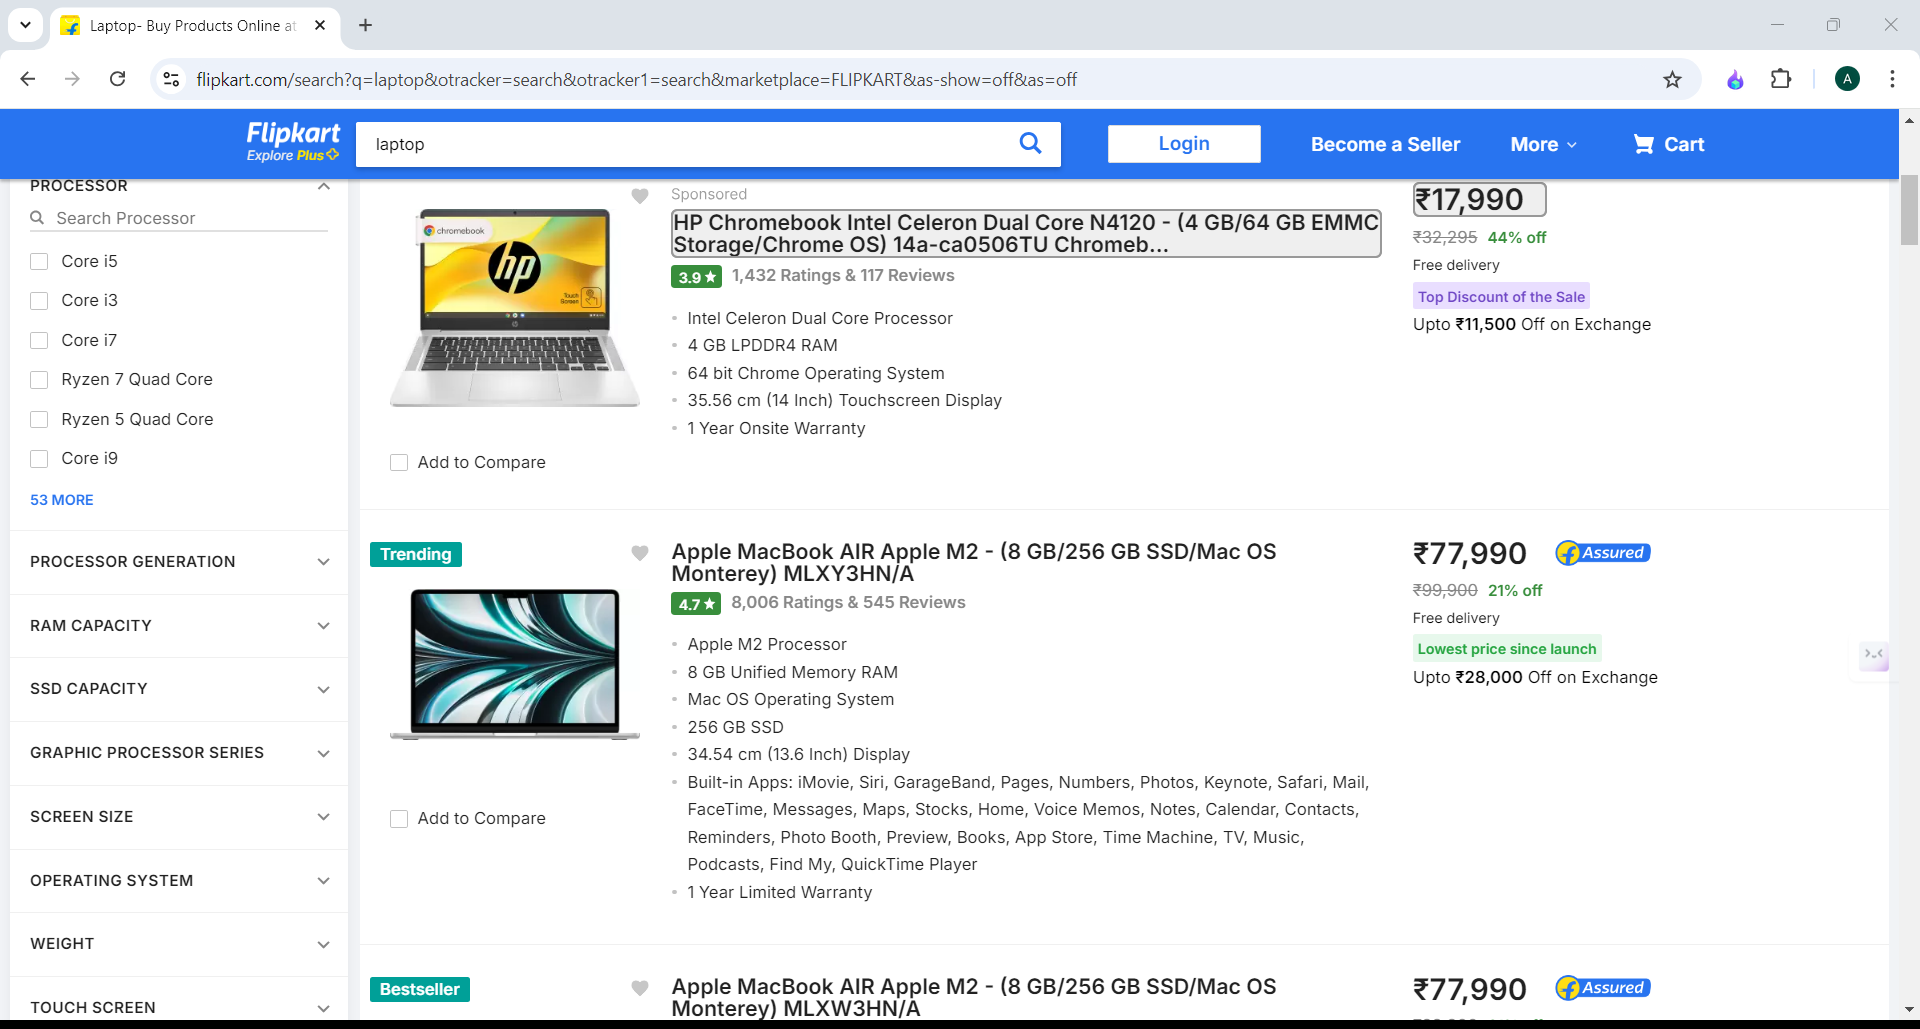 Laptop- Buy Products Online at
flipkart.com/search?q=laptop&otracker=search&otracker1=search&marketplace=FLIPKART&as-show=off&as=off
A
Flipkart
Explore Plus
laptop
Login
Become a Seller
More
Cart
PROCESSOR
Search Processor
Core i5
Core i3
Core i7
Ryzen 7 Quad Core
Ryzen 5 Quad Core
Core i9
53 MORE
PROCESSOR GENERATION
RAM CAPACITY
SSD CAPACITY
GRAPHIC PROCESSOR SERIES
SCREEN SIZE
OPERATING SYSTEM
WEIGHT
TOUCH SCREEN
chromebook
hp
Touch
Screen
Add to Compare
Sponsored
HP Chromebook Intel Celeron Dual Core N4120 - (4 GB/64 GB EMMC
Storage/Chrome OS) 14a-ca0506TU Chromeb...
3.9★ 1,432 Ratings & 117 Reviews
Intel Celeron Dual Core Processor
4 GB LPDDR4 RAM
64 bit Chrome Operating System
35.56 cm (14 Inch) Touchscreen Display
1 Year Onsite Warranty
₹17,990
₹32,295 44% off
Free delivery
Top Discount of the Sale
Upto ₹11,500 Off on Exchange
Trending
Add to Compare
Apple MacBook AIR Apple M2 - (8 GB/256 GB SSD/Mac OS
Monterey) MLXY3HN/A
4.7★ 8,006 Ratings & 545 Reviews
Apple M2 Processor
8 GB Unified Memory RAM
Mac OS Operating System
256 GB SSD
34.54 cm (13.6 Inch) Display
Built-in Apps: iMovie, Siri, GarageBand, Pages, Numbers, Photos, Keynote, Safari, Mail,
FaceTime, Messages, Maps, Stocks, Home, Voice Memos, Notes, Calendar, Contacts,
Reminders, Photo Booth, Preview, Books, App Store, Time Machine, TV, Music,
Podcasts, Find My, QuickTime Player
1 Year Limited Warranty
₹77,990 Assured
₹99,900 21% off
Free delivery
Lowest price since launch
Upto ₹28,000 Off on Exchange
Bestseller
Apple MacBook AIR Apple M2 - (8 GB/256 GB SSD/Mac OS
Monterey) MLXW3HN/A
₹77,990 Assured